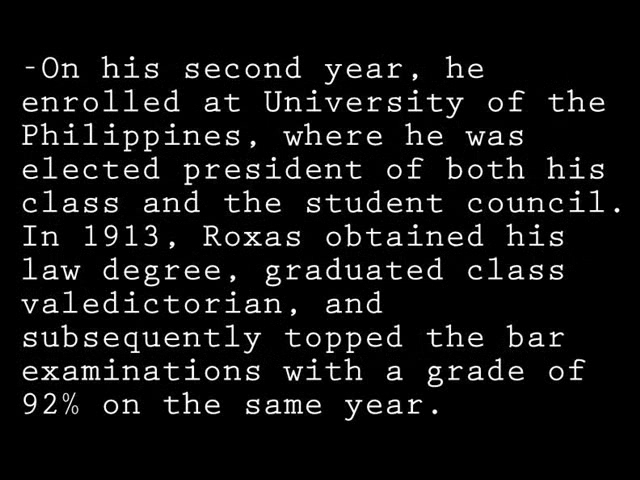 -On his second year, he
enrolled at University of the
Philippines, where he was
elected president of both his
class and the student council.
In 1913, Roxas obtained his
law degree, graduated class
valedictorian, and
subsequently topped the bar
examinations with a grade of
92% on the same year.